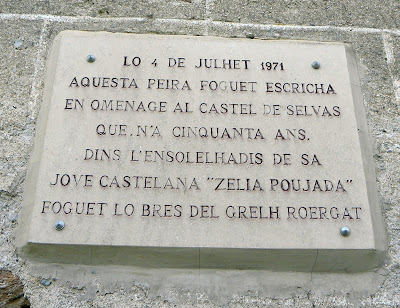 LO 4 DE JULHET 1971
AQUESTA PEIRA FOGUET ESCRICHA
EN OMENAGE AL CASTEL DE SELVAS
QUE N'A CINQUANTA ANS.
DINS L'ENSOLELHADIS DE SA
JOVE CASTELANA "ZELIA POUJADA"
FOGUET LO BRES DEL GRELH ROERGAT